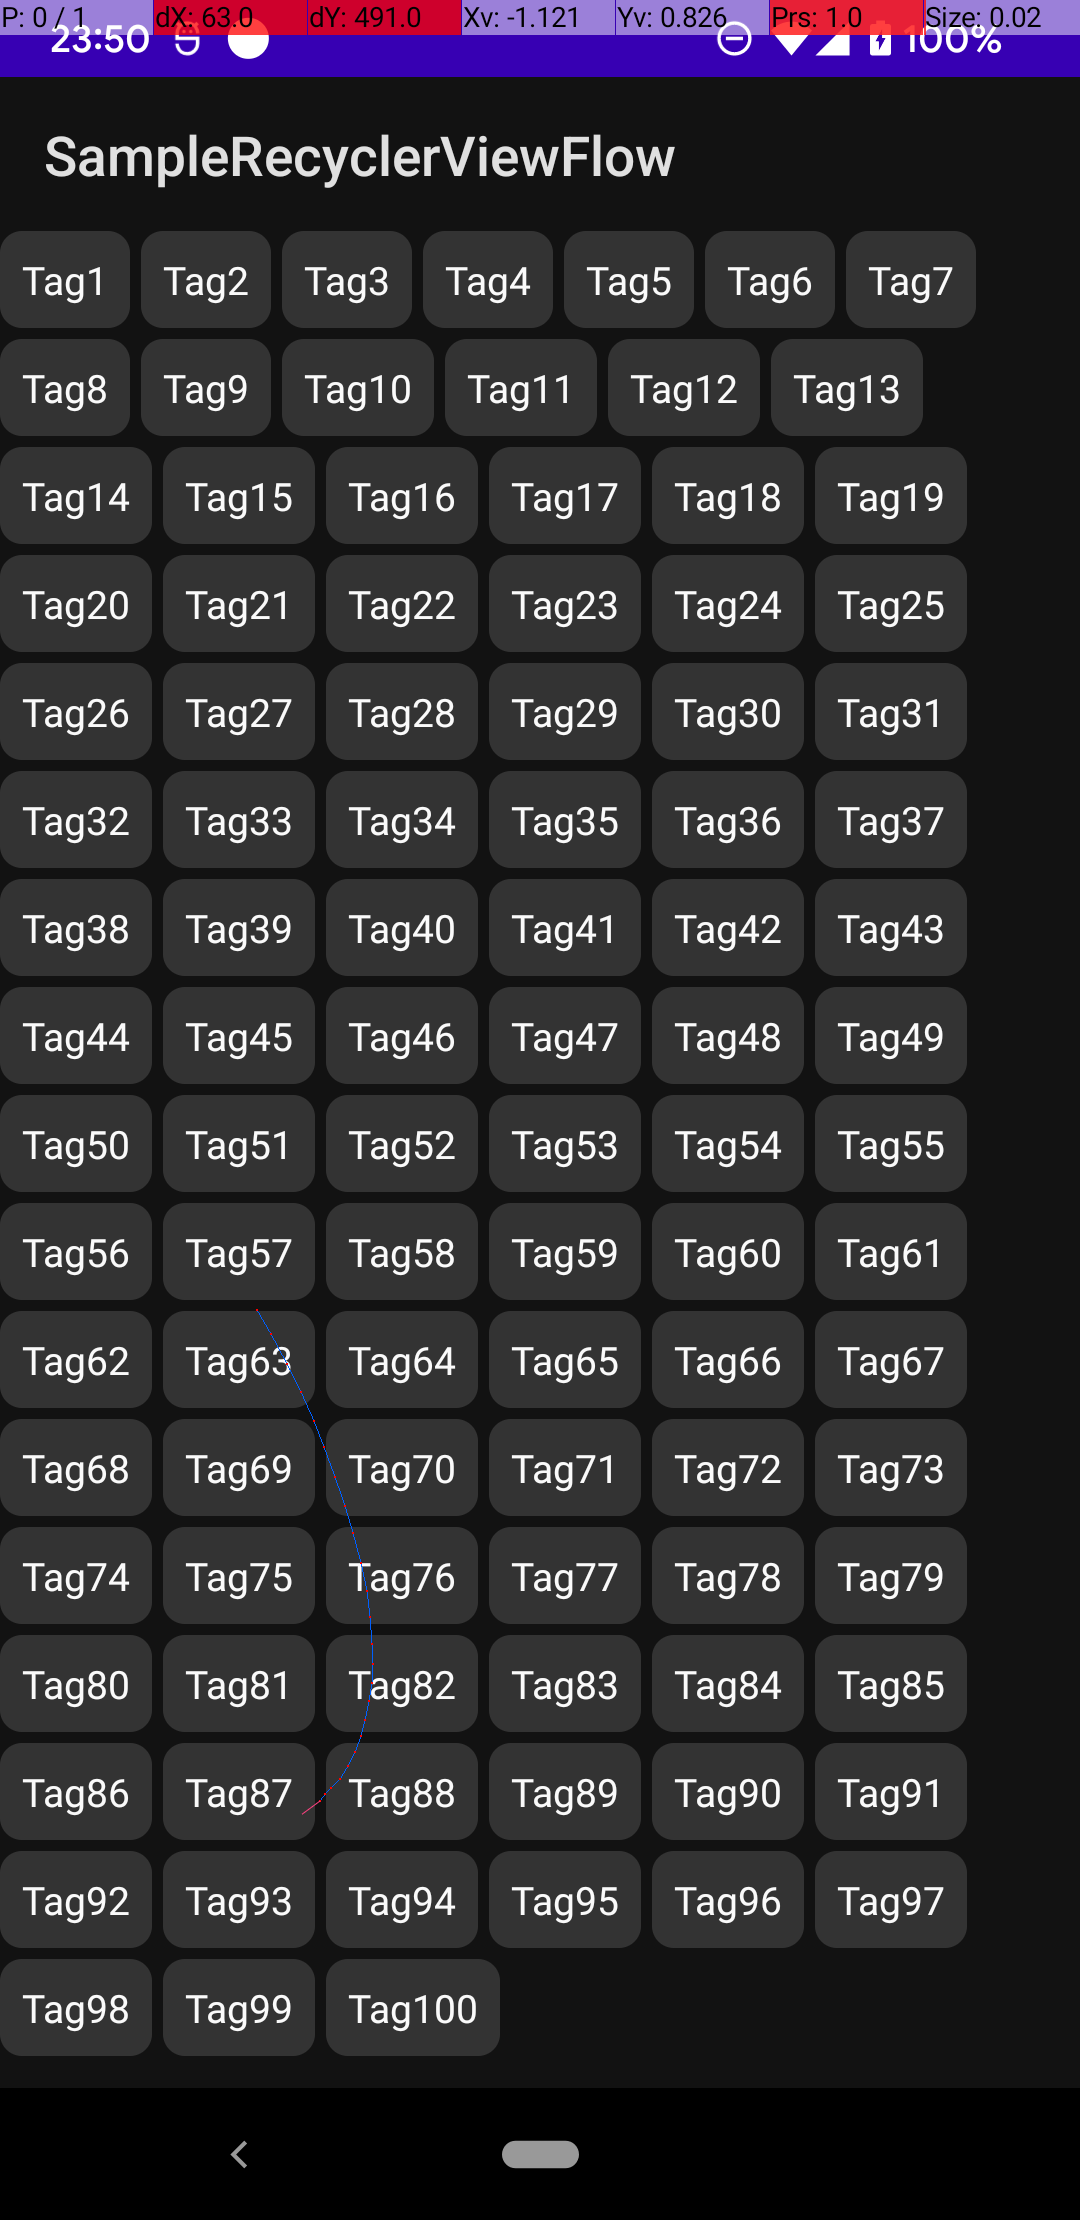 P: 0 / 1 dX: 63.0 dY: 491.0 Xv: -1.121 Yv: 0.826 Prs: 1.0 Size: 0.02
23:50 100%
SampleRecyclerViewFlow
Tag1 Tag2 Tag3 Tag4 Tag5 Tag6 Tag7
Tag8 Tag9 Tag10 Tag11 Tag12 Tag13
Tag14 Tag15 Tag16 Tag17 Tag18 Tag19
Tag20 Tag21 Tag22 Tag23 Tag24 Tag25
Tag26 Tag27 Tag28 Tag29 Tag30 Tag31
Tag32 Tag33 Tag34 Tag35 Tag36 Tag37
Tag38 Tag39 Tag40 Tag41 Tag42 Tag43
Tag44 Tag45 Tag46 Tag47 Tag48 Tag49
Tag50 Tag51 Tag52 Tag53 Tag54 Tag55
Tag56 Tag57 Tag58 Tag59 Tag60 Tag61
Tag62 Tag63 Tag64 Tag65 Tag66 Tag67
Tag68 Tag69 Tag70 Tag71 Tag72 Tag73
Tag74 Tag75 Tag76 Tag77 Tag78 Tag79
Tag80 Tag81 Tag82 Tag83 Tag84 Tag85
Tag86 Tag87 Tag88 Tag89 Tag90 Tag91
Tag92 Tag93 Tag94 Tag95 Tag96 Tag97
Tag98 Tag99 Tag100